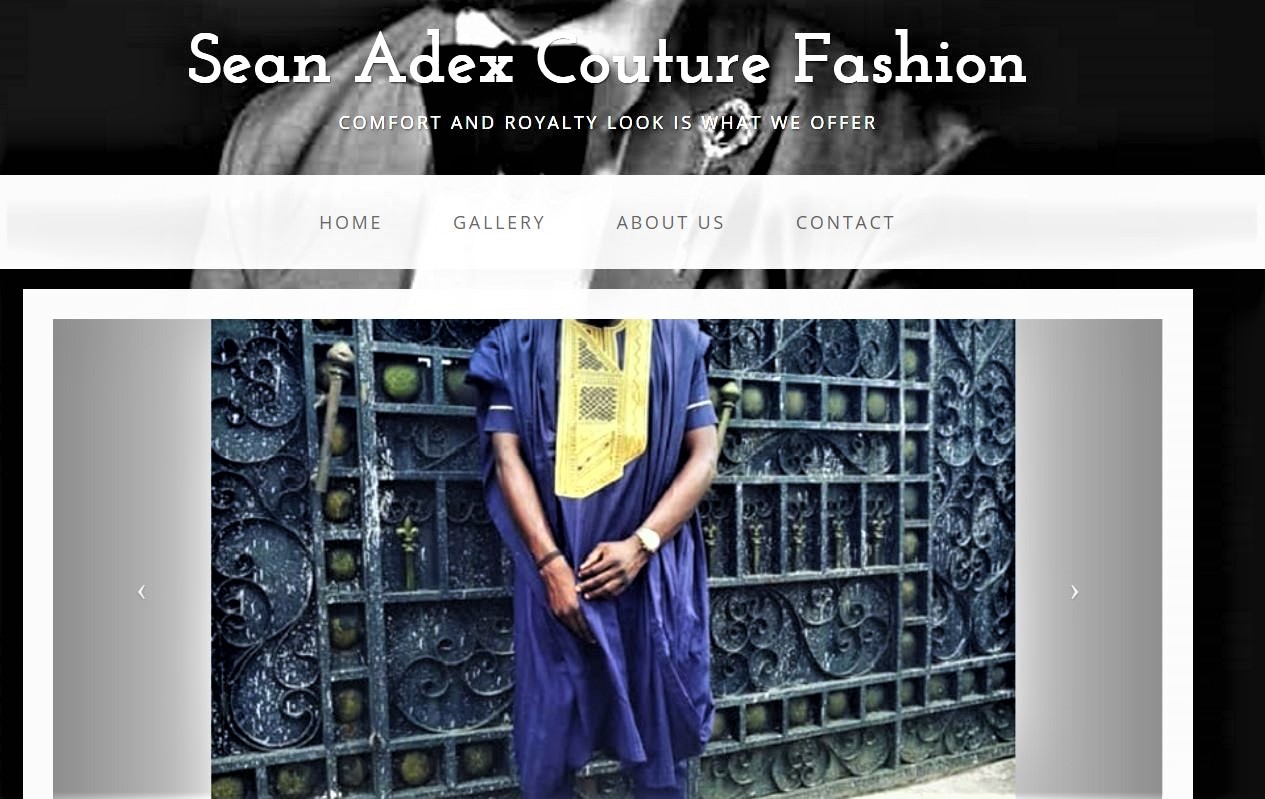 Sean Adex Couture Fashion
COMFORT AND ROYALTY LOOK IS WHAT WE OFFER
HOME GALLERY ABOUT US CONTACT
‹ ›